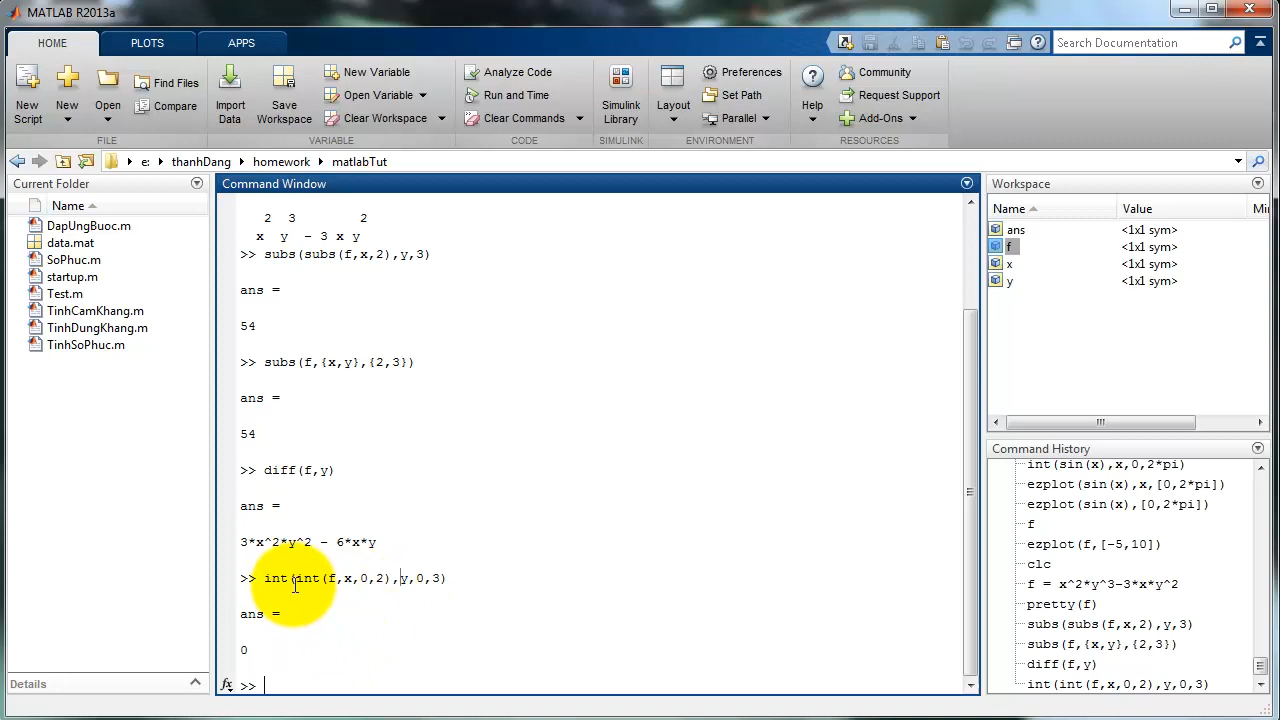 MATLAB R2013a
HOME PLOTS APPS
Search Documentation
New Script
New
Open
Find Files
Compare
Import Data
Save Workspace
New Variable
Open Variable
Clear Workspace
Analyze Code
Run and Time
Clear Commands
Simulink Library
Layout
Preferences
Set Path
Parallel
Help
Community
Request Support
Add-Ons
FILE VARIABLE CODE SIMULINK ENVIRONMENT RESOURCES
e: thanhDang homework matlabTut
Current Folder
Name
DapUngBuoc.m
data.mat
SoPhuc.m
startup.m
Test.m
TinhCamKhang.m
TinhDungKhang.m
TinhSoPhuc.m
Details
Command Window
2 3 2
x y - 3 x y
>> subs(subs(f,x,2),y,3)
ans =
54
>> subs(f,{x,y},{2,3})
ans =
54
>> diff(f,y)
ans =
3*x^2*y^2 - 6*x*y
>> int(int(f,x,0,2),y,0,3)
ans =
0
fx >>
Workspace
Name Value Mi
ans <1x1 sym>
f <1x1 sym>
x <1x1 sym>
y <1x1 sym>
Command History
int(sin(x),x,0,2*pi)
ezplot(sin(x),x,[0,2*pi])
ezplot(sin(x),[0,2*pi])
f
ezplot(f,[-5,10])
clc
f = x^2*y^3-3*x*y^2
pretty(f)
subs(subs(f,x,2),y,3)
subs(f,{x,y},{2,3})
diff(f,y)
int(int(f,x,0,2),y,0,3)